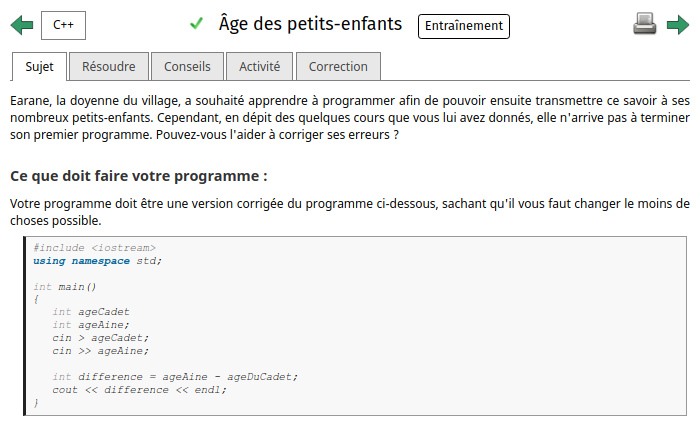 C++
Âge des petits-enfants
Entraînement
Sujet
Résoudre
Conseils
Activité
Correction
Earane, la doyenne du village, a souhaité apprendre à programmer afin de pouvoir ensuite transmettre ce savoir à ses
nombreux petits-enfants. Cependant, en dépit des quelques cours que vous lui avez donnés, elle n'arrive pas à terminer
son premier programme. Pouvez-vous l'aider à corriger ses erreurs ?
Ce que doit faire votre programme :
Votre programme doit être une version corrigée du programme ci-dessous, sachant qu'il vous faut changer le moins de
choses possible.
#include <iostream>
using namespace std;
int main()
{
int ageCadet
int ageAine;
cin > ageCadet;
cin >> ageAine;
int difference = ageAine - ageDuCadet;
cout << difference << endl;
}